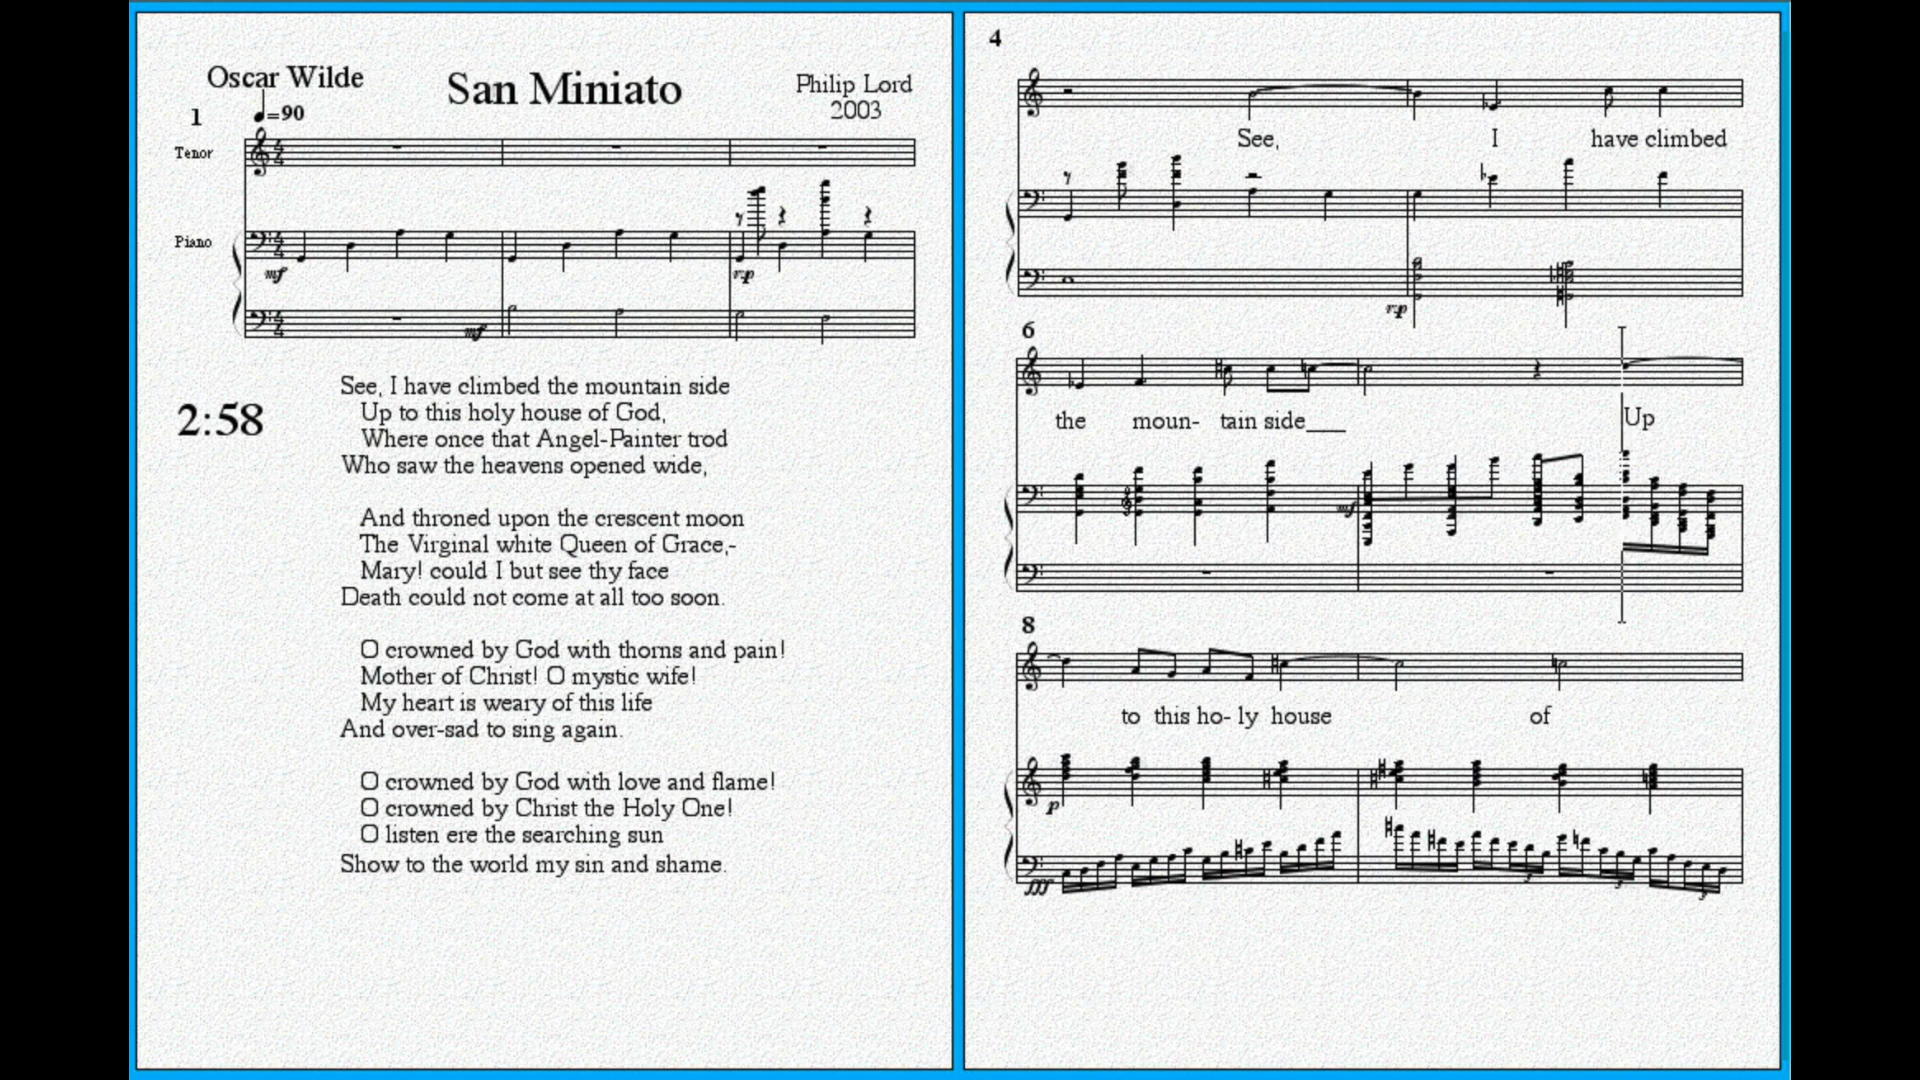 Oscar Wilde
San Miniato
Philip Lord
2003
=90
1
Tenor
Piano
mf
rfp
mf
2:58
See, I have climbed the mountain side
Up to this holy house of God,
Where once that Angel-Painter trod
Who saw the heavens opened wide,
And throned upon the crescent moon
The Virginal white Queen of Grace,-
Mary! could I but see thy face
Death could not come at all too soon.
O crowned by God with thorns and pain!
Mother of Christ! O mystic wife!
My heart is weary of this life
And over-sad to sing again.
O crowned by God with love and flame!
O crowned by Christ the Holy One!
O listen ere the searching sun
Show to the world my sin and shame.
4
See, I have climbed
rfp
6
the moun- tain side___ Up
mf
8
to this ho- ly house of
p
fff